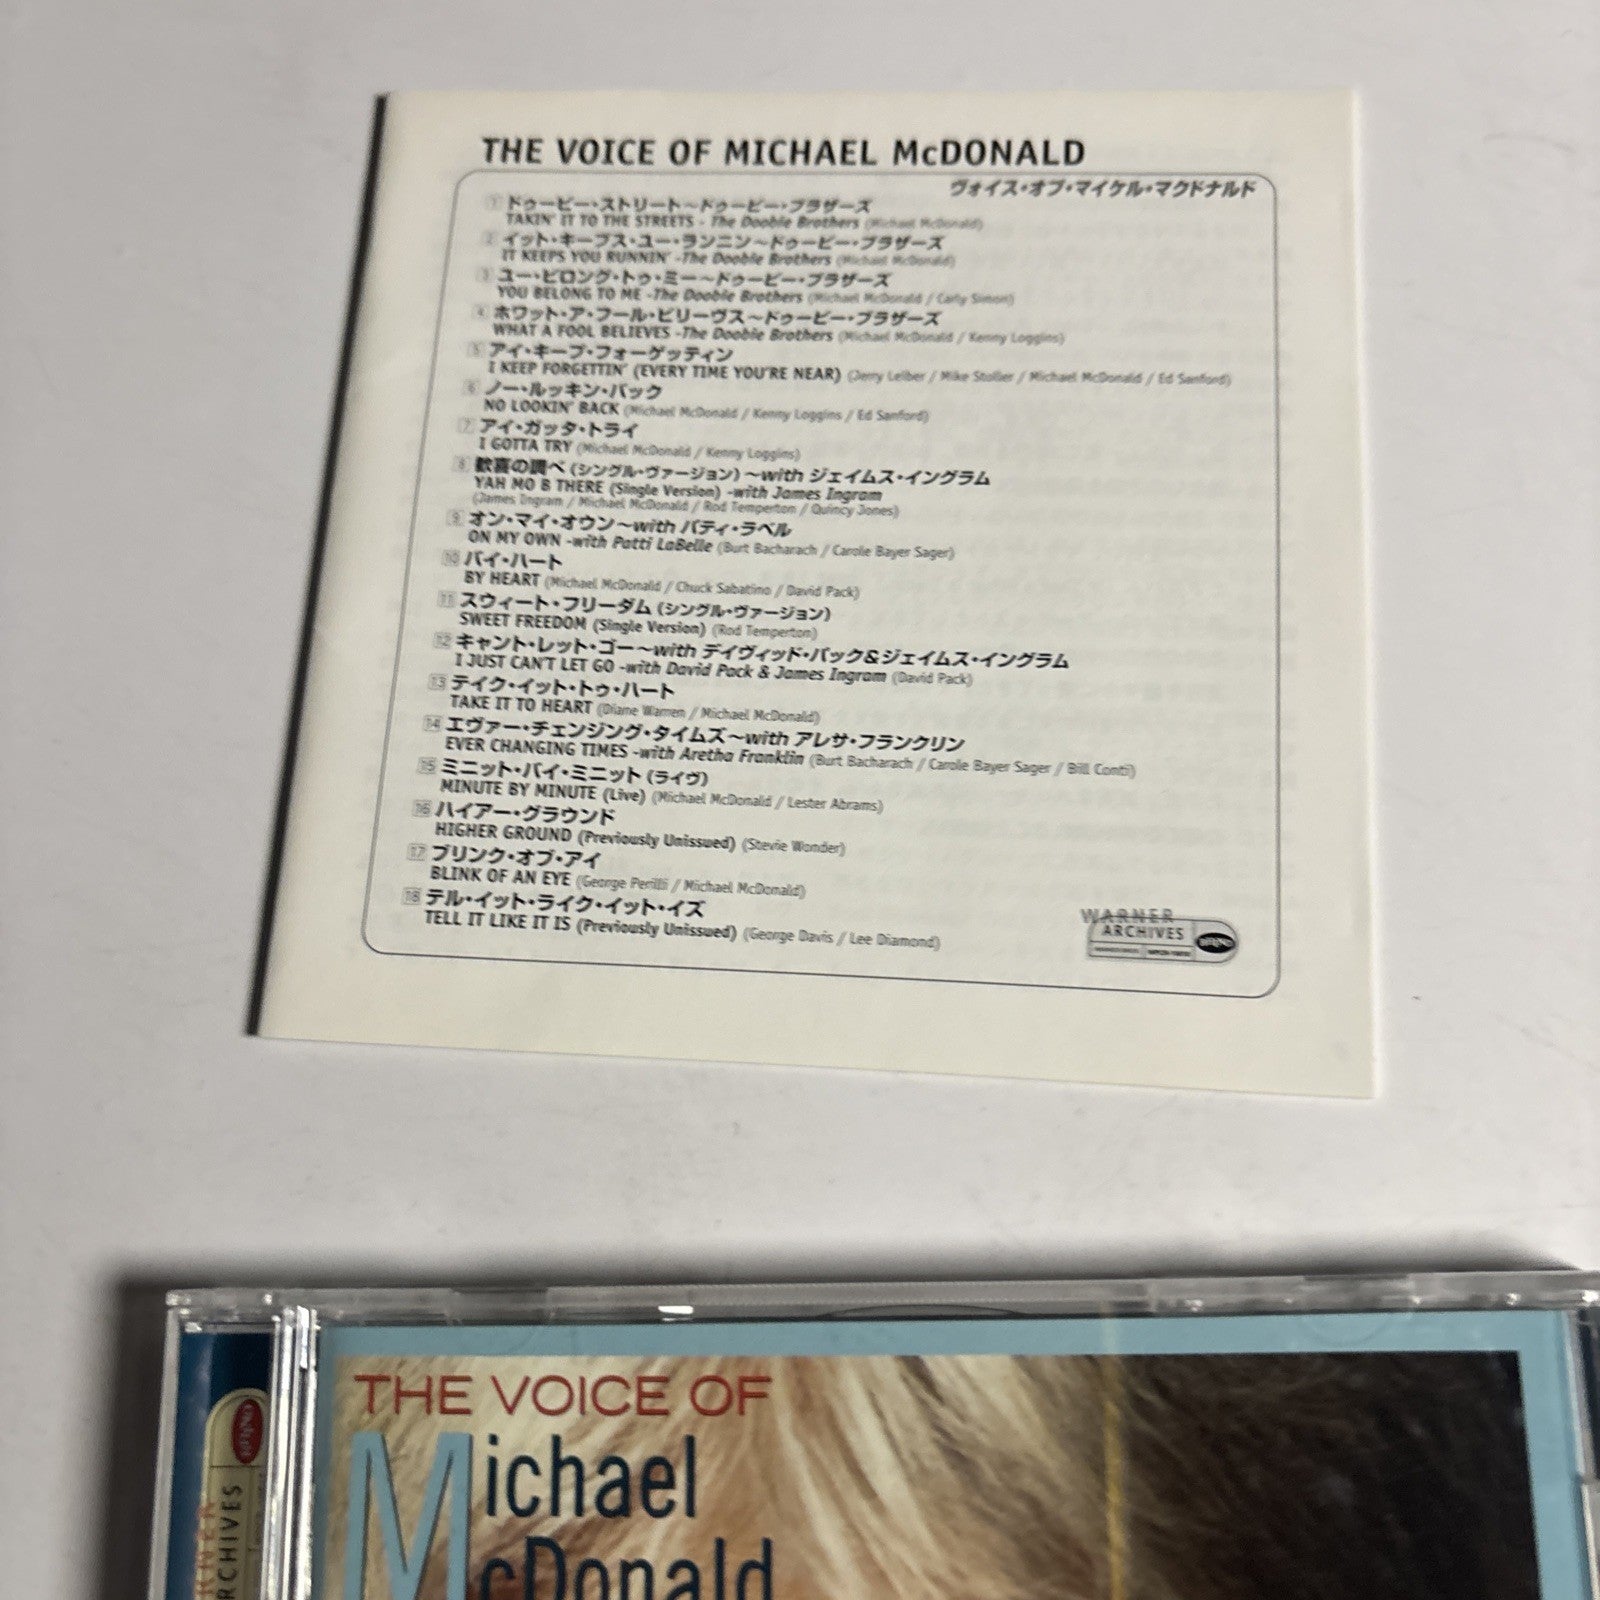 THE VOICE OF MICHAEL McDONALD
ヴォイス・オブ・マイケル・マクドナルド
1 ドゥービー・ストリート〜ドゥービー・ブラザーズ
TAKIN' IT TO THE STREETS - The Doobie Brothers (Michael McDonald)
2 イット・キープス・ユー・ランニン〜ドゥービー・ブラザーズ
IT KEEPS YOU RUNNIN' -The Doobie Brothers (Michael McDonald)
3 ユー・ビロング・トゥ・ミー〜ドゥービー・ブラザーズ
YOU BELONG TO ME -The Doobie Brothers (Michael McDonald / Carly Simon)
4 ホワット・ア・フール・ビリーヴス〜ドゥービー・ブラザーズ
WHAT A FOOL BELIEVES -The Doobie Brothers (Michael McDonald / Kenny Loggins)
5 アイ・キープ・フォーゲッティン
I KEEP FORGETTIN' (EVERY TIME YOU'RE NEAR) (Jerry Leiber / Mike Stoller / Michael McDonald / Ed Sanford)
6 ノー・ルッキン・バック
NO LOOKIN' BACK (Michael McDonald / Kenny Loggins / Ed Sanford)
7 アイ・ガッタ・トライ
I GOTTA TRY (Michael McDonald / Kenny Loggins)
8 歓喜の調べ (シングル・ヴァージョン) 〜with ジェイムス・イングラム
YAH MO B THERE (Single Version) -with James Ingram
(James Ingram / Michael McDonald / Rod Temperton / Quincy Jones)
9 オン・マイ・オウン〜with パティ・ラベル
ON MY OWN -with Patti LaBelle (Burt Bacharach / Carole Bayer Sager)
10 バイ・ハート
BY HEART (Michael McDonald / Chuck Sabatino / David Pack)
11 スウィート・フリーダム (シングル・ヴァージョン)
SWEET FREEDOM (Single Version) (Rod Temperton)
12 キャント・レット・ゴー〜with デイヴィッド・パック&ジェイムス・イングラム
I JUST CAN'T LET GO -with David Pack & James Ingram (David Pack)
13 テイク・イット・トゥ・ハート
TAKE IT TO HEART (Diane Warren / Michael McDonald)
14 エヴァー・チェンジング・タイムズ〜with アレサ・フランクリン
EVER CHANGING TIMES -with Aretha Franklin (Burt Bacharach / Carole Bayer Sager / Bill Conti)
15 ミニット・バイ・ミニット (ライヴ)
MINUTE BY MINUTE (Live) (Michael McDonald / Lester Abrams)
16 ハイアー・グラウンド
HIGHER GROUND (Previously Unissued) (Stevie Wonder)
17 ブリンク・オブ・アイ
BLINK OF AN EYE (George Perilli / Michael McDonald)
18 テル・イット・ライク・イット・イズ
TELL IT LIKE IT IS (Previously Unissued) (George Davis / Lee Diamond)
WARNER
ARCHIVES
RHINO
THE VOICE OF
Michael
McDonald
RHINO
ARCHIVES